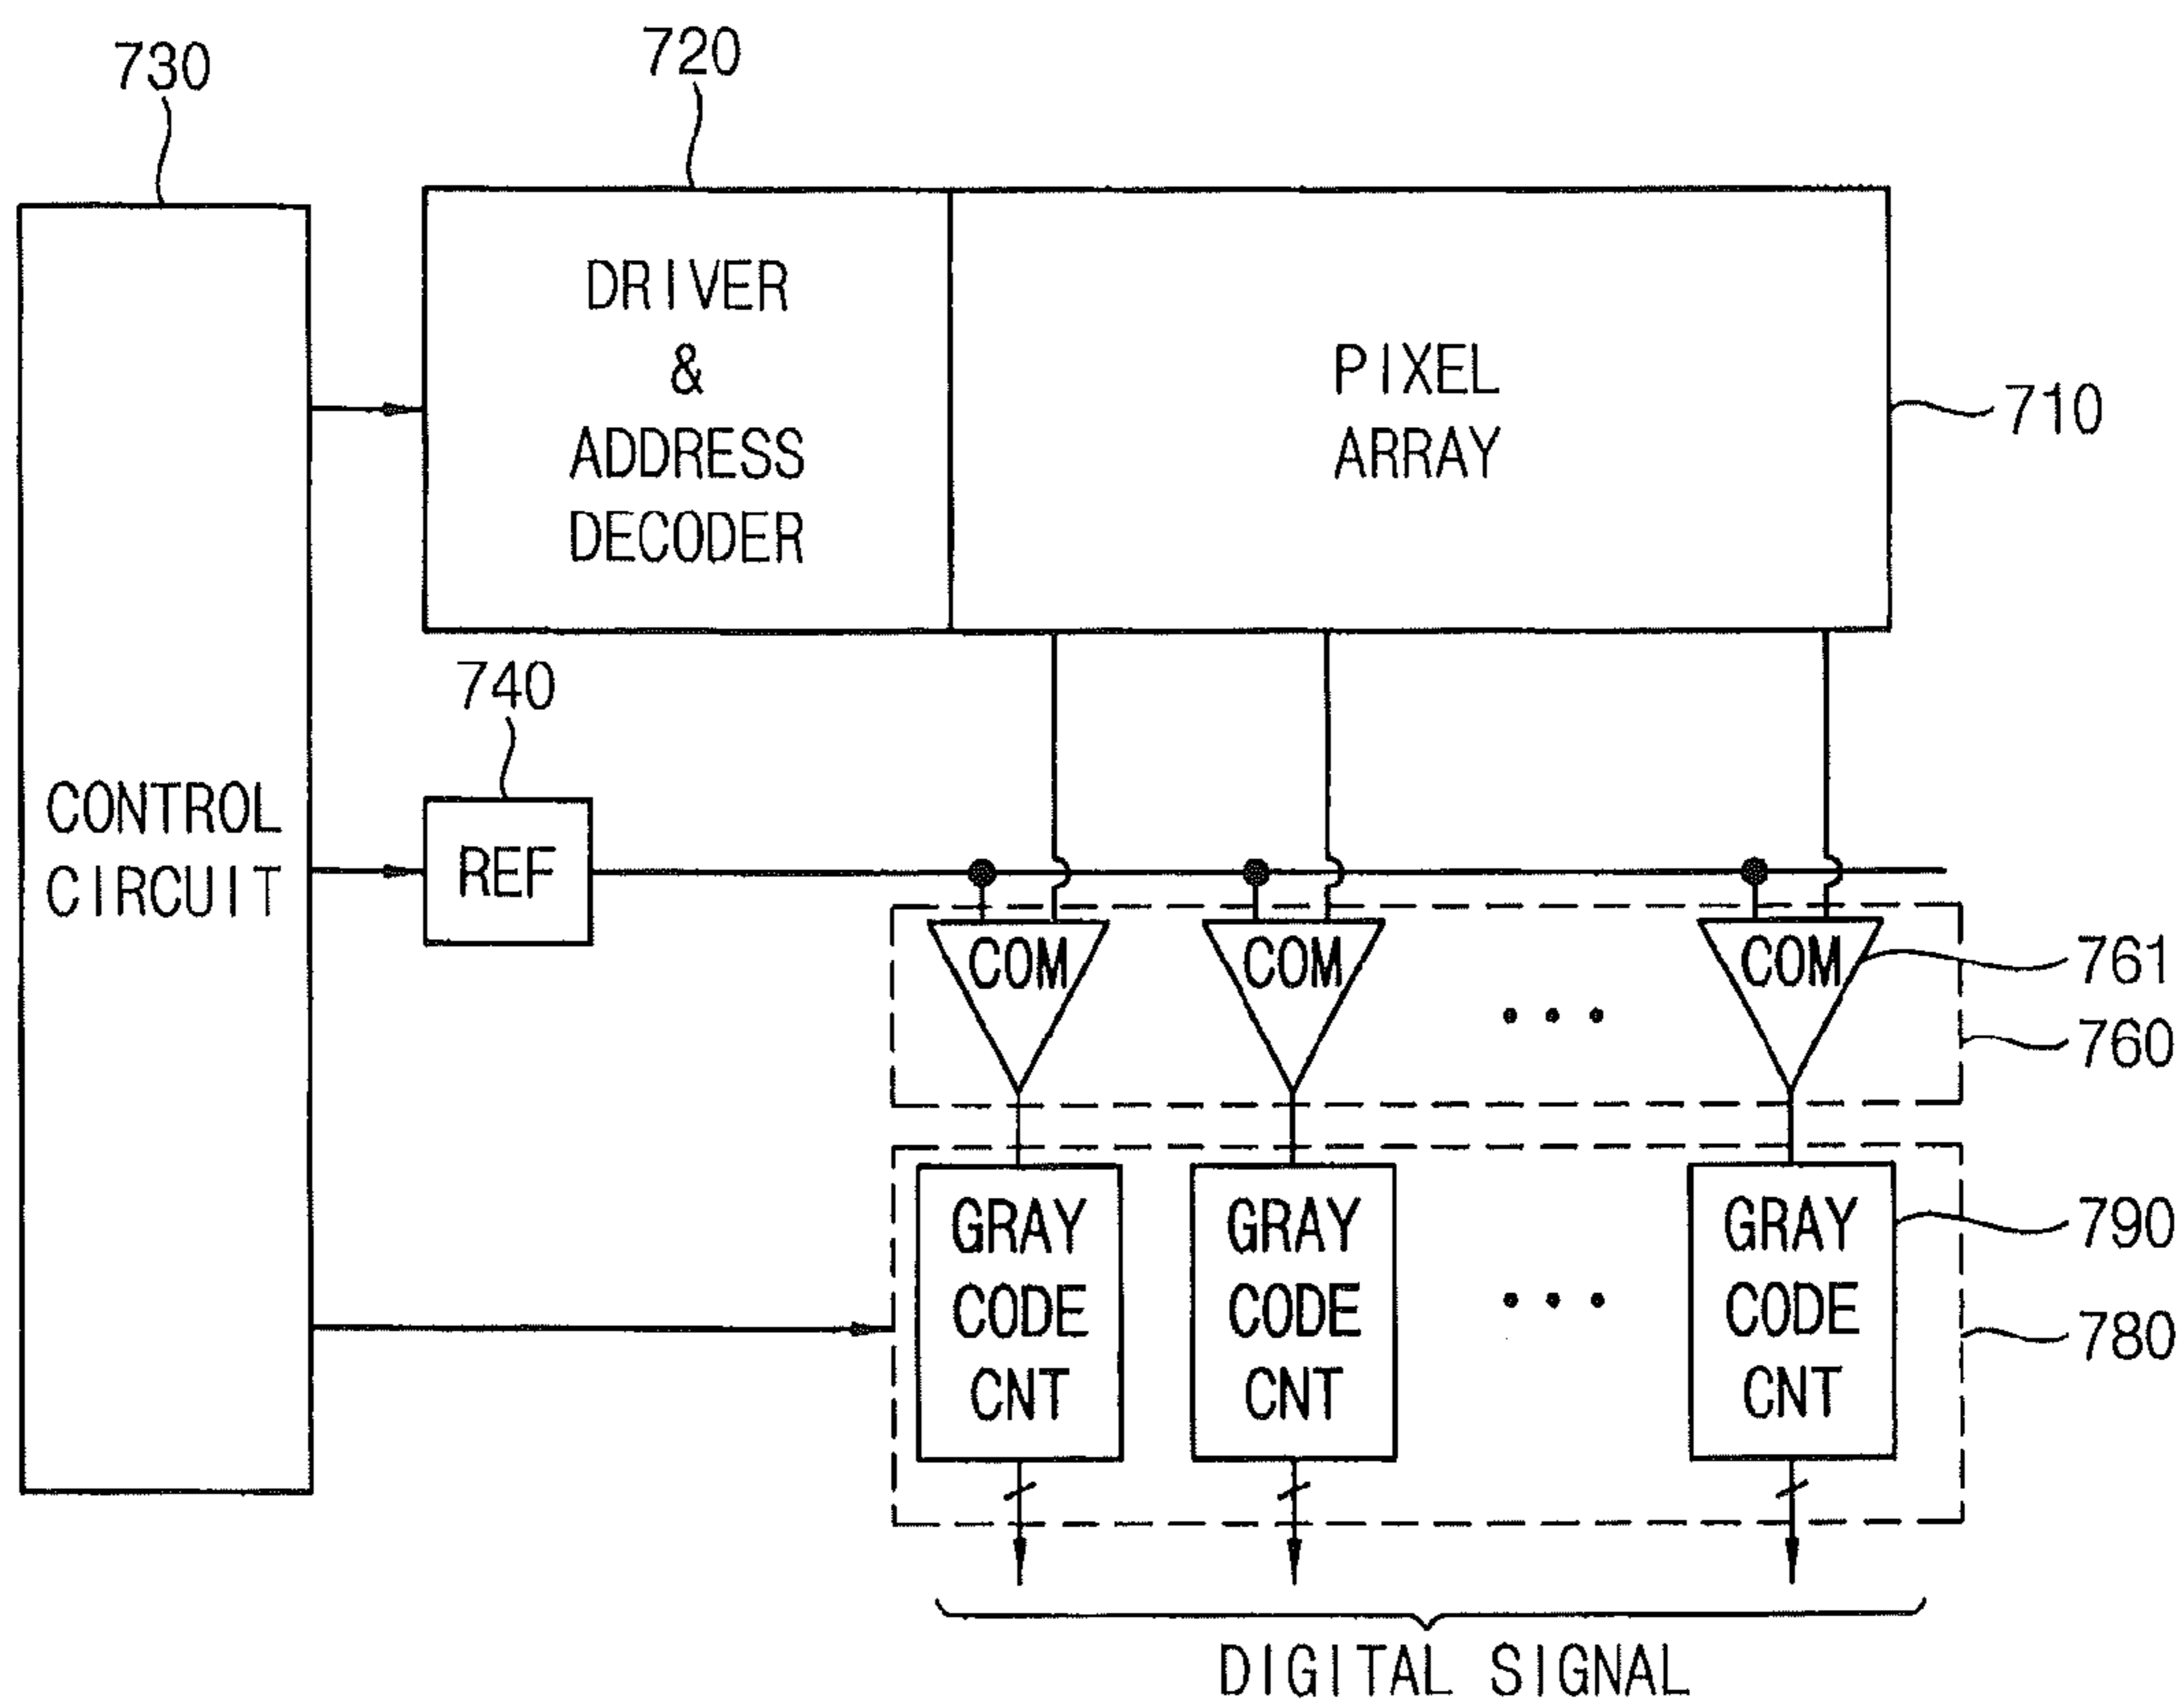 730
720
DRIVER
&
ADDRESS
DECODER
PIXEL
ARRAY
710
740
CONTROL
CIRCUIT
REF
COM
COM
COM
761
760
GRAY
CODE
CNT
GRAY
CODE
CNT
GRAY
CODE
CNT
790
780
DIGITAL SIGNAL